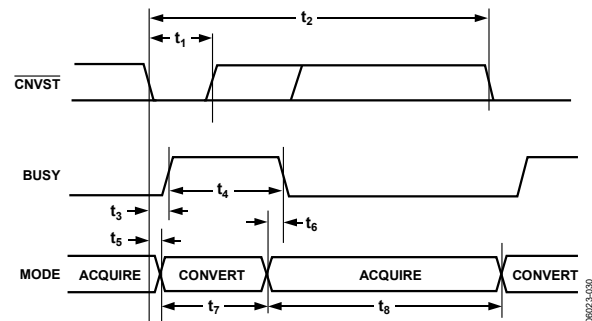 t2
t1
CNVST
BUSY
t4
t3
t6
t5
MODE ACQUIRE CONVERT ACQUIRE CONVERT
t7 t8
06023-030